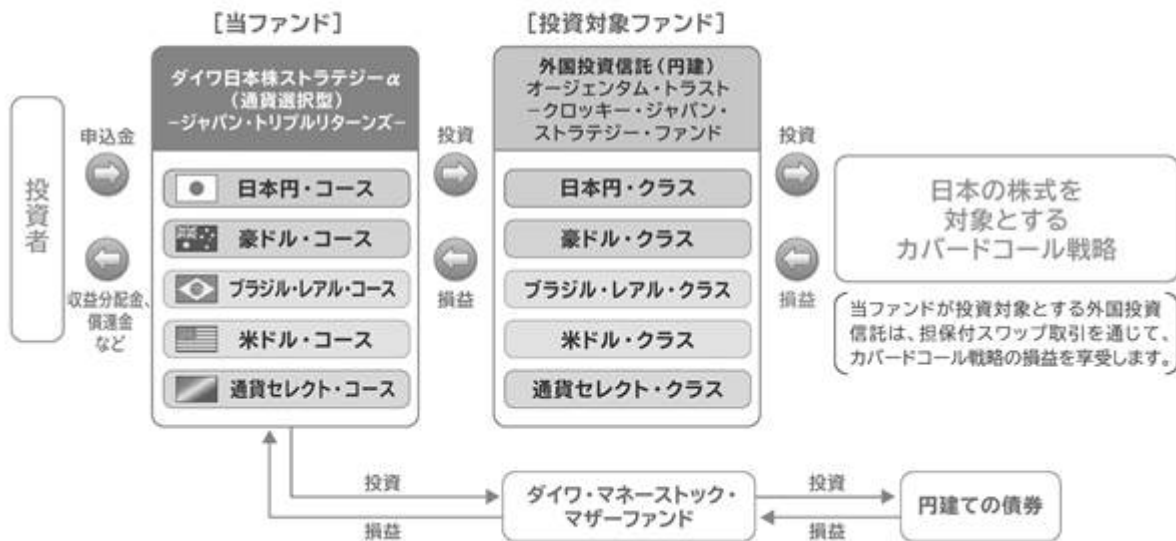 [当ファンド]
[投資対象ファンド]
投資者
申込金
収益分配金、
償還金
など
ダイワ日本株ストラテジーα
(通貨選択型)
-ジャパン・トリプルリターンズ-
日本円・コース
豪ドル・コース
ブラジル・レアル・コース
米ドル・コース
通貨セレクト・コース
投資
損益
外国投資信託(円建)
オージェンタム・トラスト
-クロッキー・ジャパン・
ストラテジー・ファンド
日本円・クラス
豪ドル・クラス
ブラジル・レアル・クラス
米ドル・クラス
通貨セレクト・クラス
投資
損益
日本の株式を
対象とする
カバードコール戦略
当ファンドが投資対象とする外国投資
信託は、担保付スワップ取引を通じて、
カバードコール戦略の損益を享受します。
投資
損益
ダイワ・マネーストック・
マザーファンド
投資
損益
円建ての債券